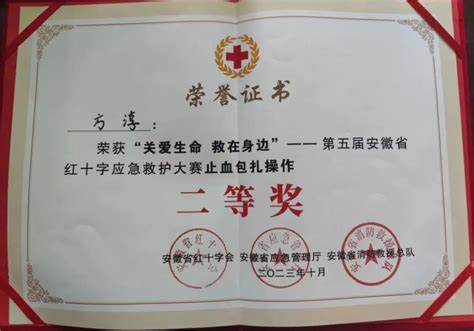 荣誉证书
方淳：
荣获“关爱生命 救在身边”——第五届安徽省
红十字应急救护大赛止血包扎操作
二等奖
安徽省红十字会 安徽省应急管理厅 安徽省消防救援总队
二〇二三年十月